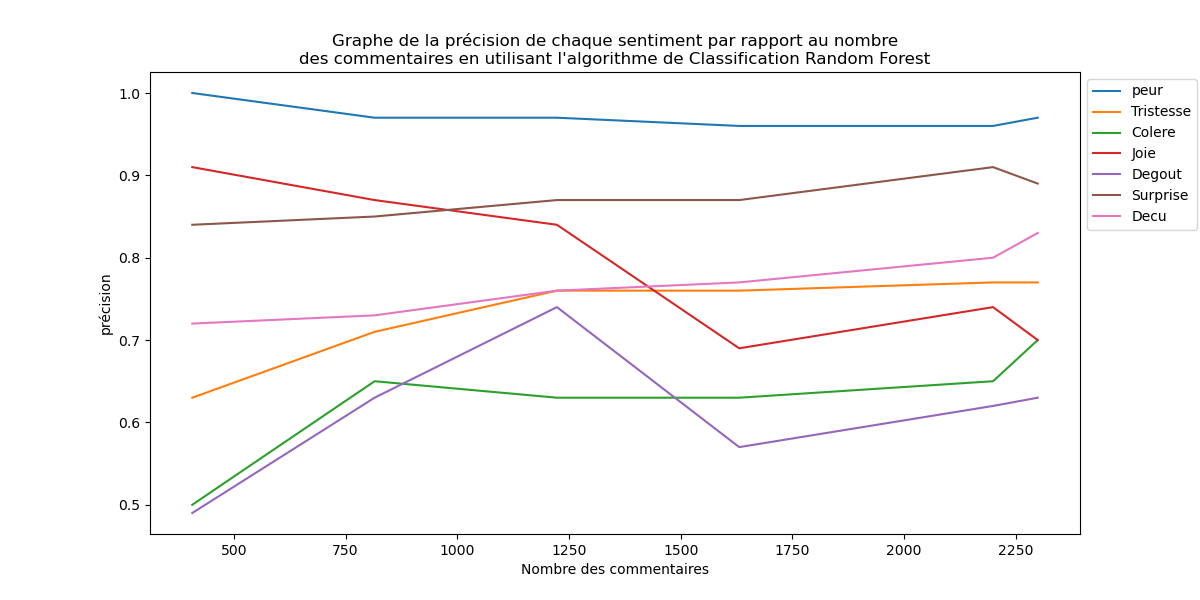 Graphe de la précision de chaque sentiment par rapport au nombre
des commentaires en utilisant l'algorithme de Classification Random Forest
1.0
0.9
0.8
0.7
0.6
0.5
précision
500
750
1000
1250
1500
1750
2000
2250
Nombre des commentaires
peur
Tristesse
Colere
Joie
Degout
Surprise
Decu